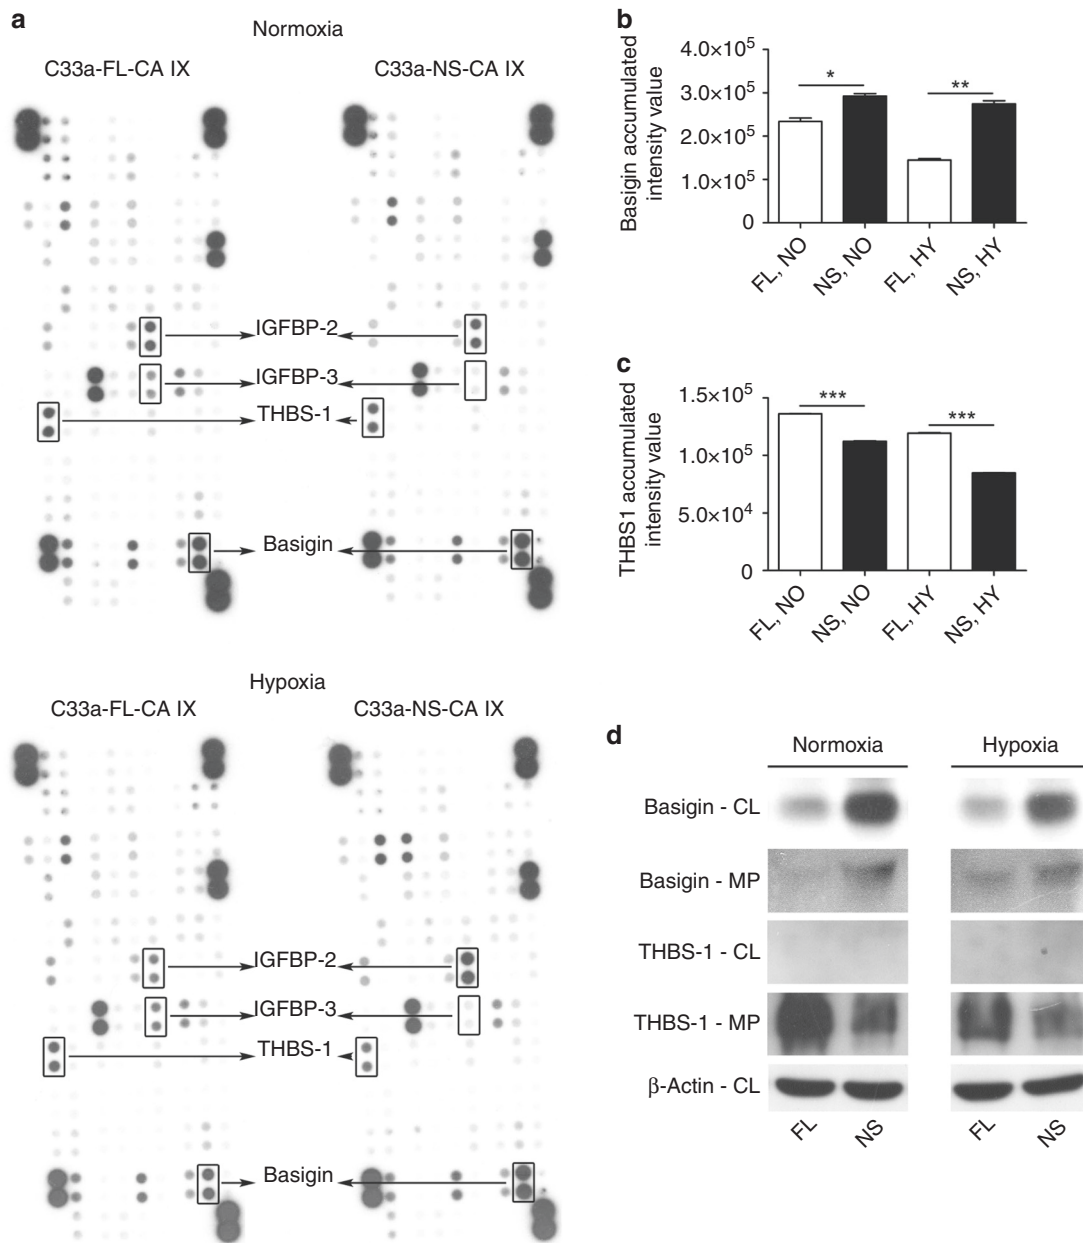 a
Normoxia
C33a-FL-CA IX
C33a-NS-CA IX
IGFBP-2
IGFBP-3
THBS-1
Basigin
Hypoxia
C33a-FL-CA IX
C33a-NS-CA IX
IGFBP-2
IGFBP-3
THBS-1
Basigin
b
Basigin accumulated
intensity value
4.0×10⁵
3.0×10⁵
2.0×10⁵
1.0×10⁵
0
*
**
FL, NO
NS, NO
FL, HY
NS, HY
c
THBS1 accumulated
intensity value
1.5×10⁵
1.0×10⁵
5.0×10⁴
0
***
***
FL, NO
NS, NO
FL, HY
NS, HY
d
Normoxia
Hypoxia
Basigin - CL
Basigin - MP
THBS-1 - CL
THBS-1 - MP
β-Actin - CL
FL
NS
FL
NS